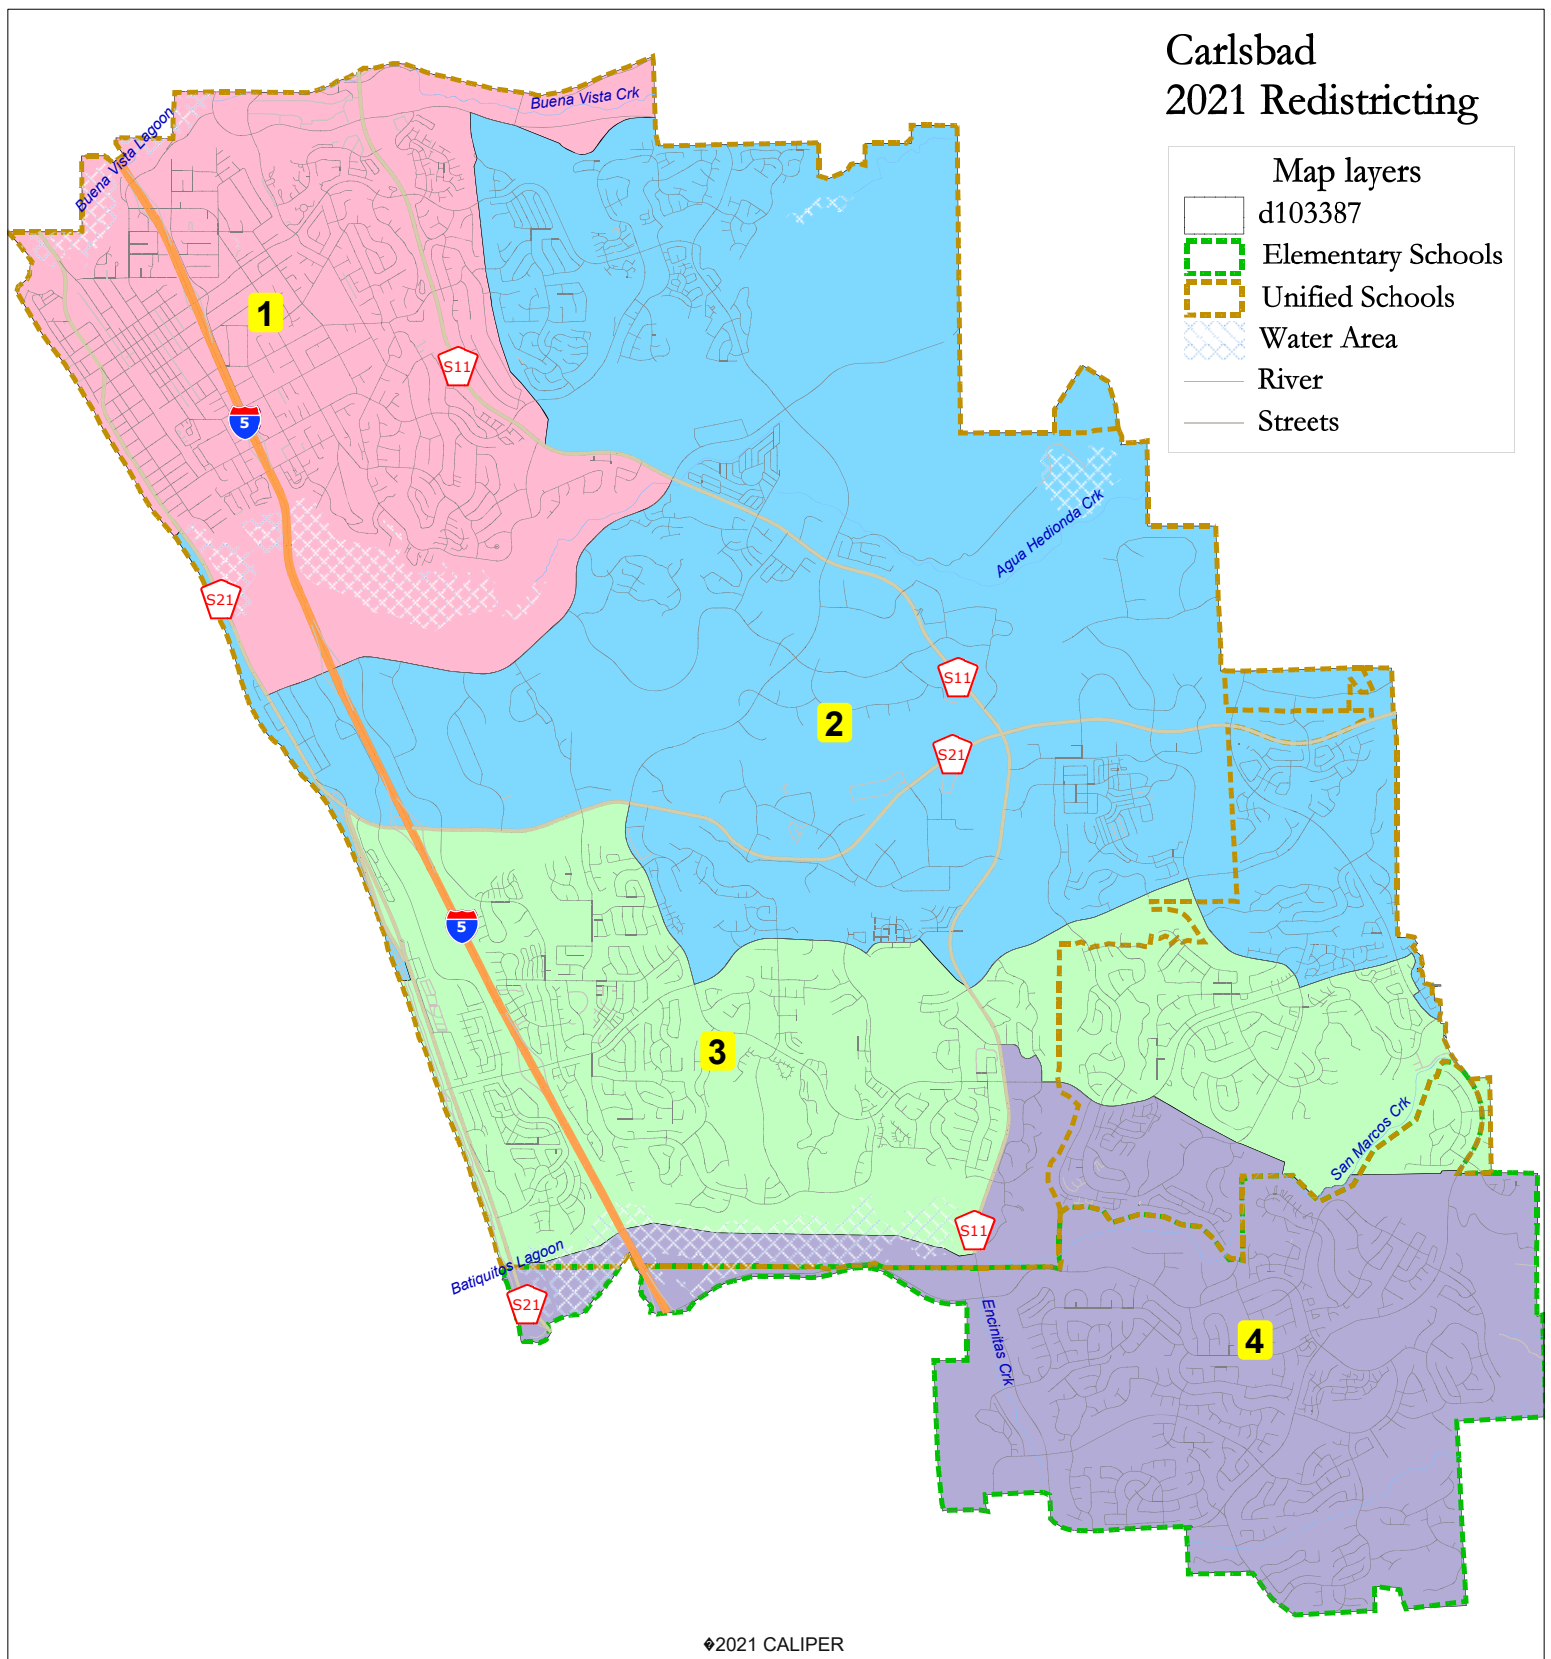 Carlsbad
2021 Redistricting
Map layers
d103387
Elementary Schools
Unified Schools
Water Area
River
Streets
Buena Vista Crk
Buena Vista Lagoon
1
S11
5
Agua Hedionda Crk
S21
S11
2
S21
5
3
San Marcos Crk
S11
Batiquitos Lagoon
S21
Encinitas Crk
4
�2021 CALIPER